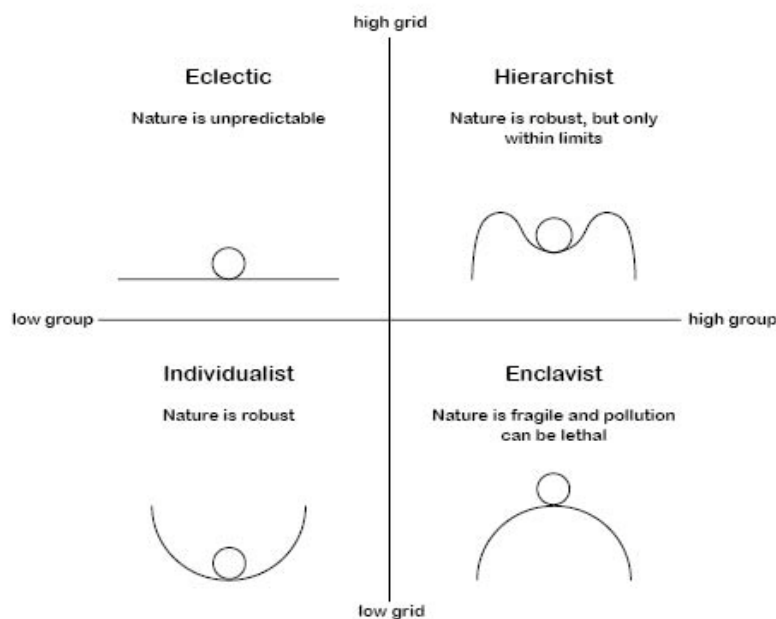 high grid
Eclectic
Nature is unpredictable
Hierarchist
Nature is robust, but only
within limits
low group
high group
Individualist
Nature is robust
Enclavist
Nature is fragile and pollution
can be lethal
low grid